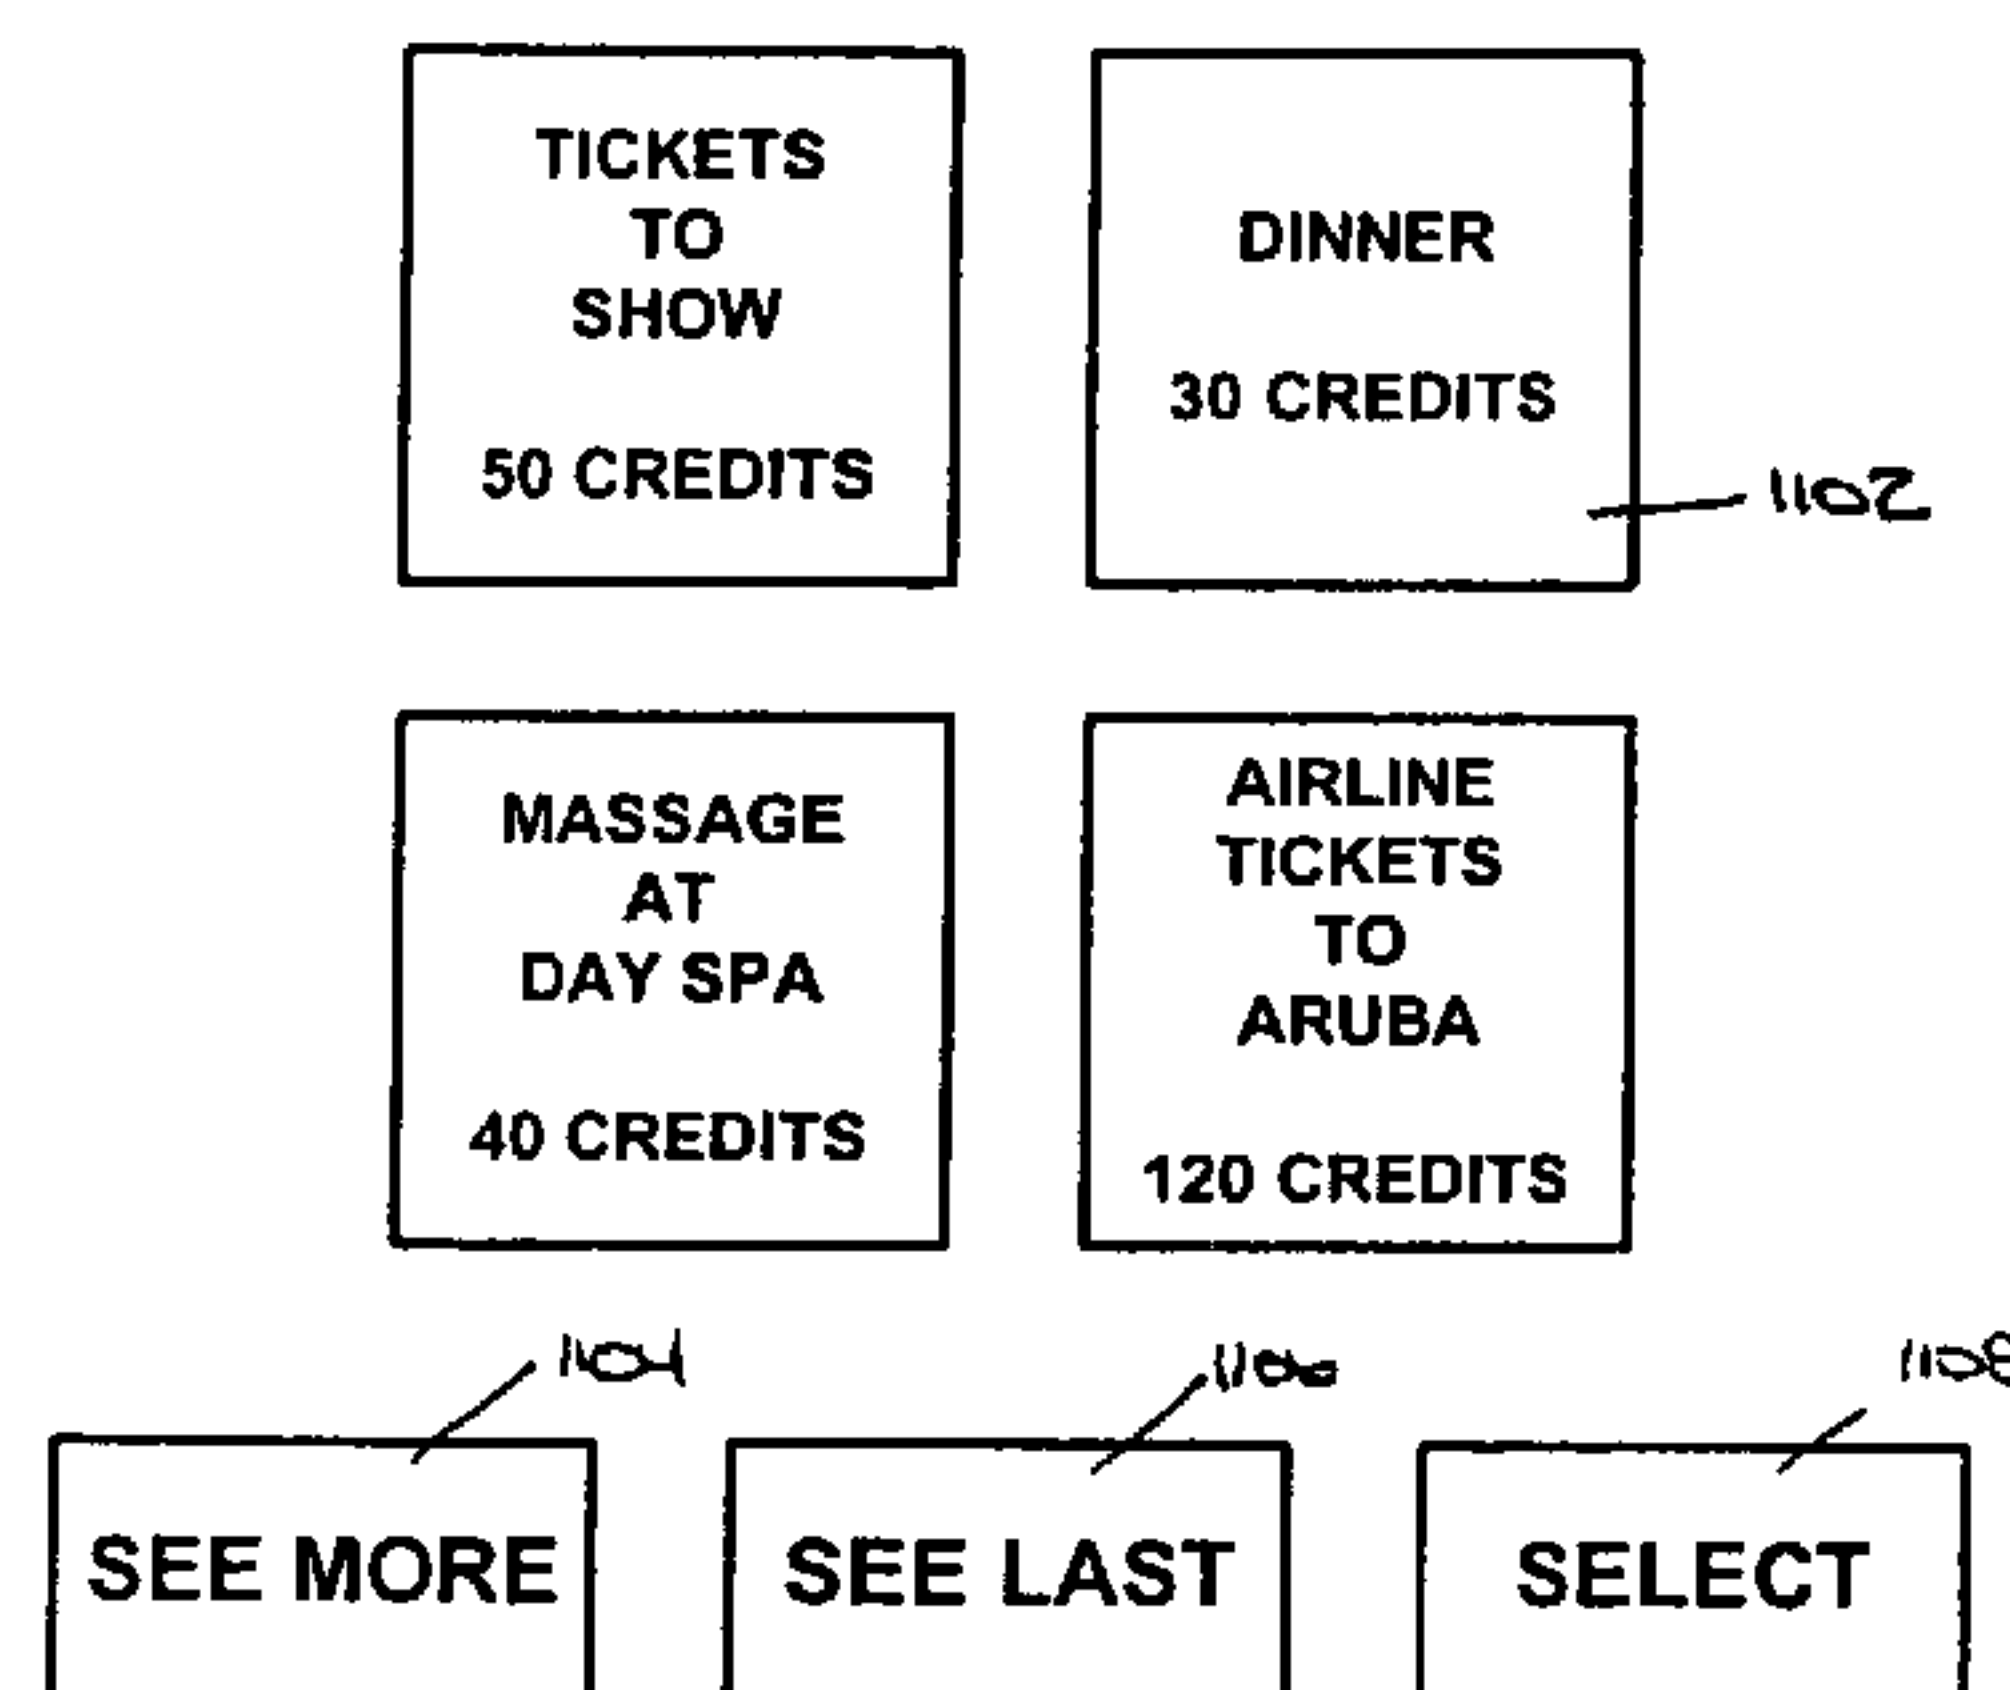 TICKETS
TO
SHOW
50 CREDITS
DINNER
30 CREDITS
1102
MASSAGE
AT
DAY SPA
40 CREDITS
AIRLINE
TICKETS
TO
ARUBA
120 CREDITS
1104
1106
1108
SEE MORE
SEE LAST
SELECT